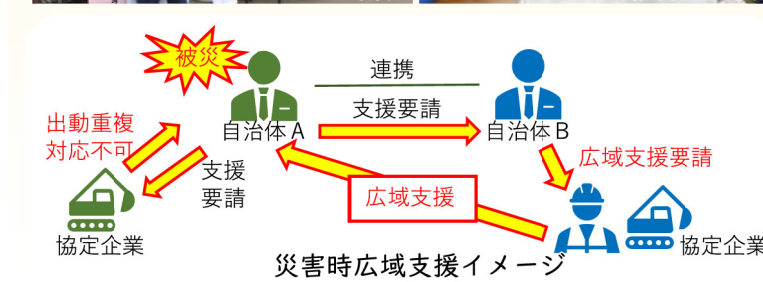 被災
連携
支援要請
自治体A
自治体B
出動重複
対応不可
支援
要請
広域支援要請
広域支援
協定企業
協定企業
災害時広域支援イメージ